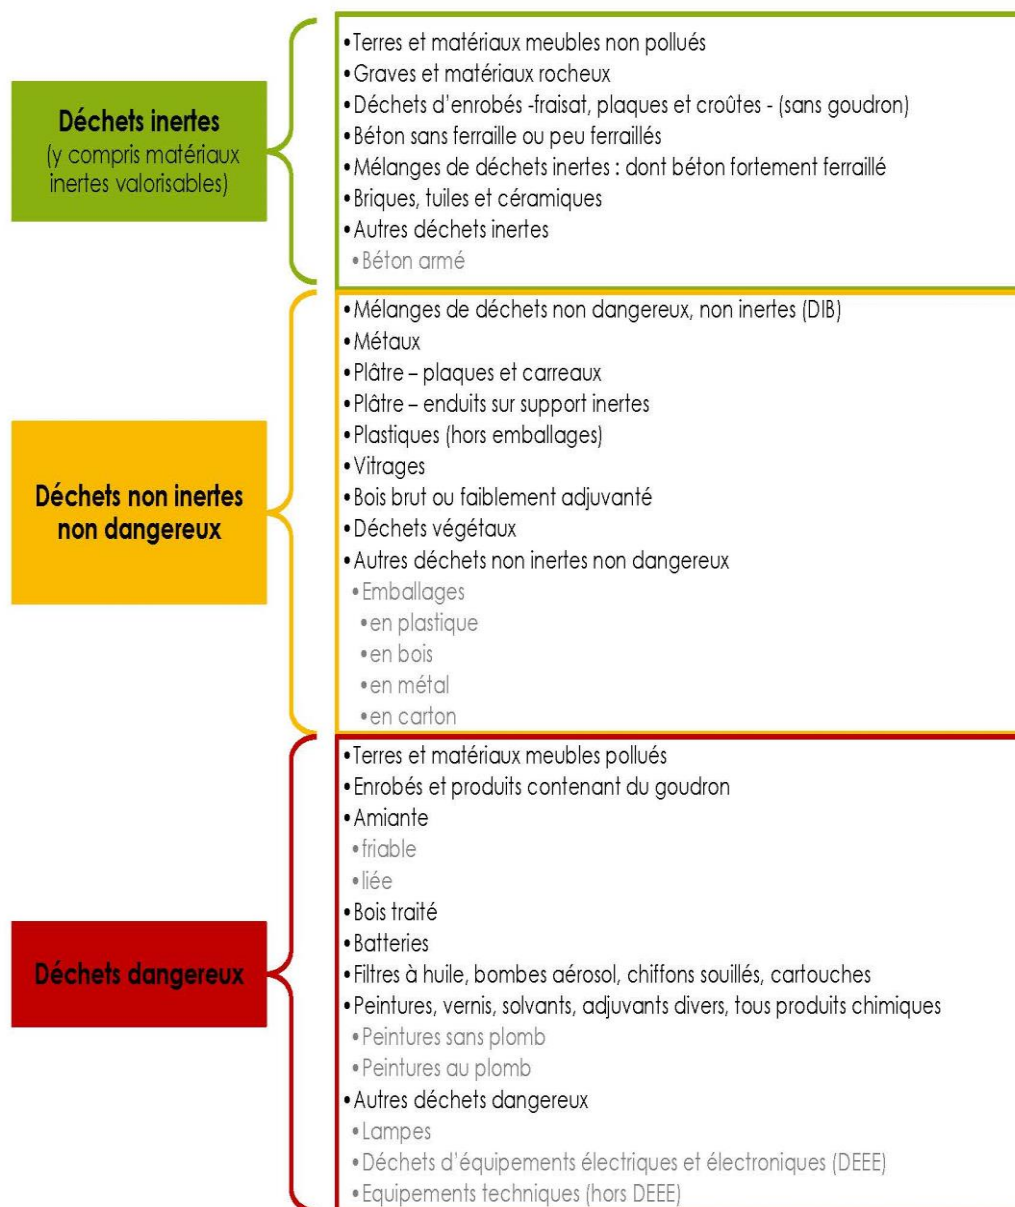 Déchets inertes
(y compris matériaux
inertes valorisables)
•Terres et matériaux meubles non pollués
•Graves et matériaux rocheux
•Déchets d'enrobés -fraisat, plaques et croûtes - (sans goudron)
•Béton sans ferraille ou peu ferraillés
•Mélanges de déchets inertes : dont béton fortement ferraillé
•Briques, tuiles et céramiques
•Autres déchets inertes
•Béton armé
Déchets non inertes
non dangereux
•Mélanges de déchets non dangereux, non inertes (DIB)
•Métaux
•Plâtre – plaques et carreaux
•Plâtre – enduits sur support inertes
•Plastiques (hors emballages)
•Vitrages
•Bois brut ou faiblement adjuvanté
•Déchets végétaux
•Autres déchets non inertes non dangereux
•Emballages
•en plastique
•en bois
•en métal
•en carton
Déchets dangereux
•Terres et matériaux meubles pollués
•Enrobés et produits contenant du goudron
•Amiante
•friable
•liée
•Bois traité
•Batteries
•Filtres à huile, bombes aérosol, chiffons souillés, cartouches
•Peintures, vernis, solvants, adjuvants divers, tous produits chimiques
•Peintures sans plomb
•Peintures au plomb
•Autres déchets dangereux
•Lampes
•Déchets d'équipements électriques et électroniques (DEEE)
•Equipements techniques (hors DEEE)